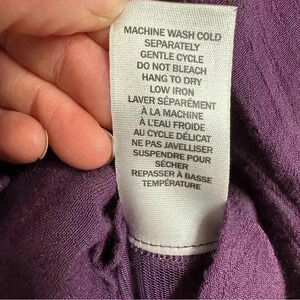 MACHINE WASH COLD
SEPARATELY
GENTLE CYCLE
DO NOT BLEACH
HANG TO DRY
LOW IRON
LAVER SÉPARÉMENT
À LA MACHINE
À L'EAU FROIDE
AU CYCLE DÉLICAT
NE PAS JAVELLISER
SUSPENDRE POUR
SÉCHER
REPASSER À BASSE
TEMPÉRATURE